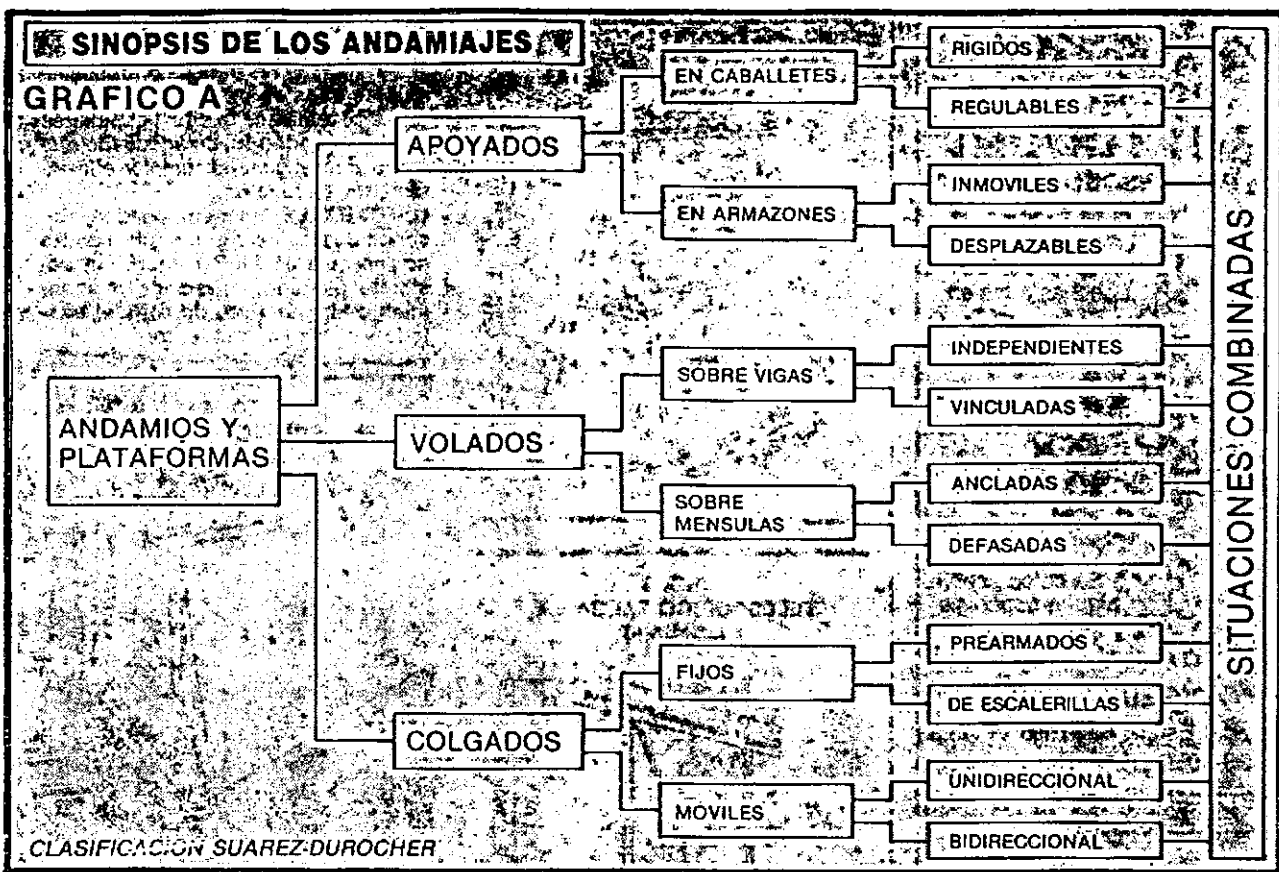 SINOPSIS DE LOS ANDAMIAJES
GRAFICO A
ANDAMIOS Y
PLATAFORMAS
APOYADOS
EN CABALLETES
RIGIDOS
REGULABLES
EN ARMAZONES
INMOVILES
DESPLAZABLES
VOLADOS
SOBRE VIGAS
INDEPENDIENTES
VINCULADAS
SOBRE
MENSULAS
ANCLADAS
DEFASADAS
COLGADOS
FIJOS
PREARMADOS
DE ESCALERILLAS
MOVILES
UNIDIRECCIONAL
BIDIRECCIONAL
SITUACIONES COMBINADAS
CLASIFICACION SUAREZ-DUROCHER